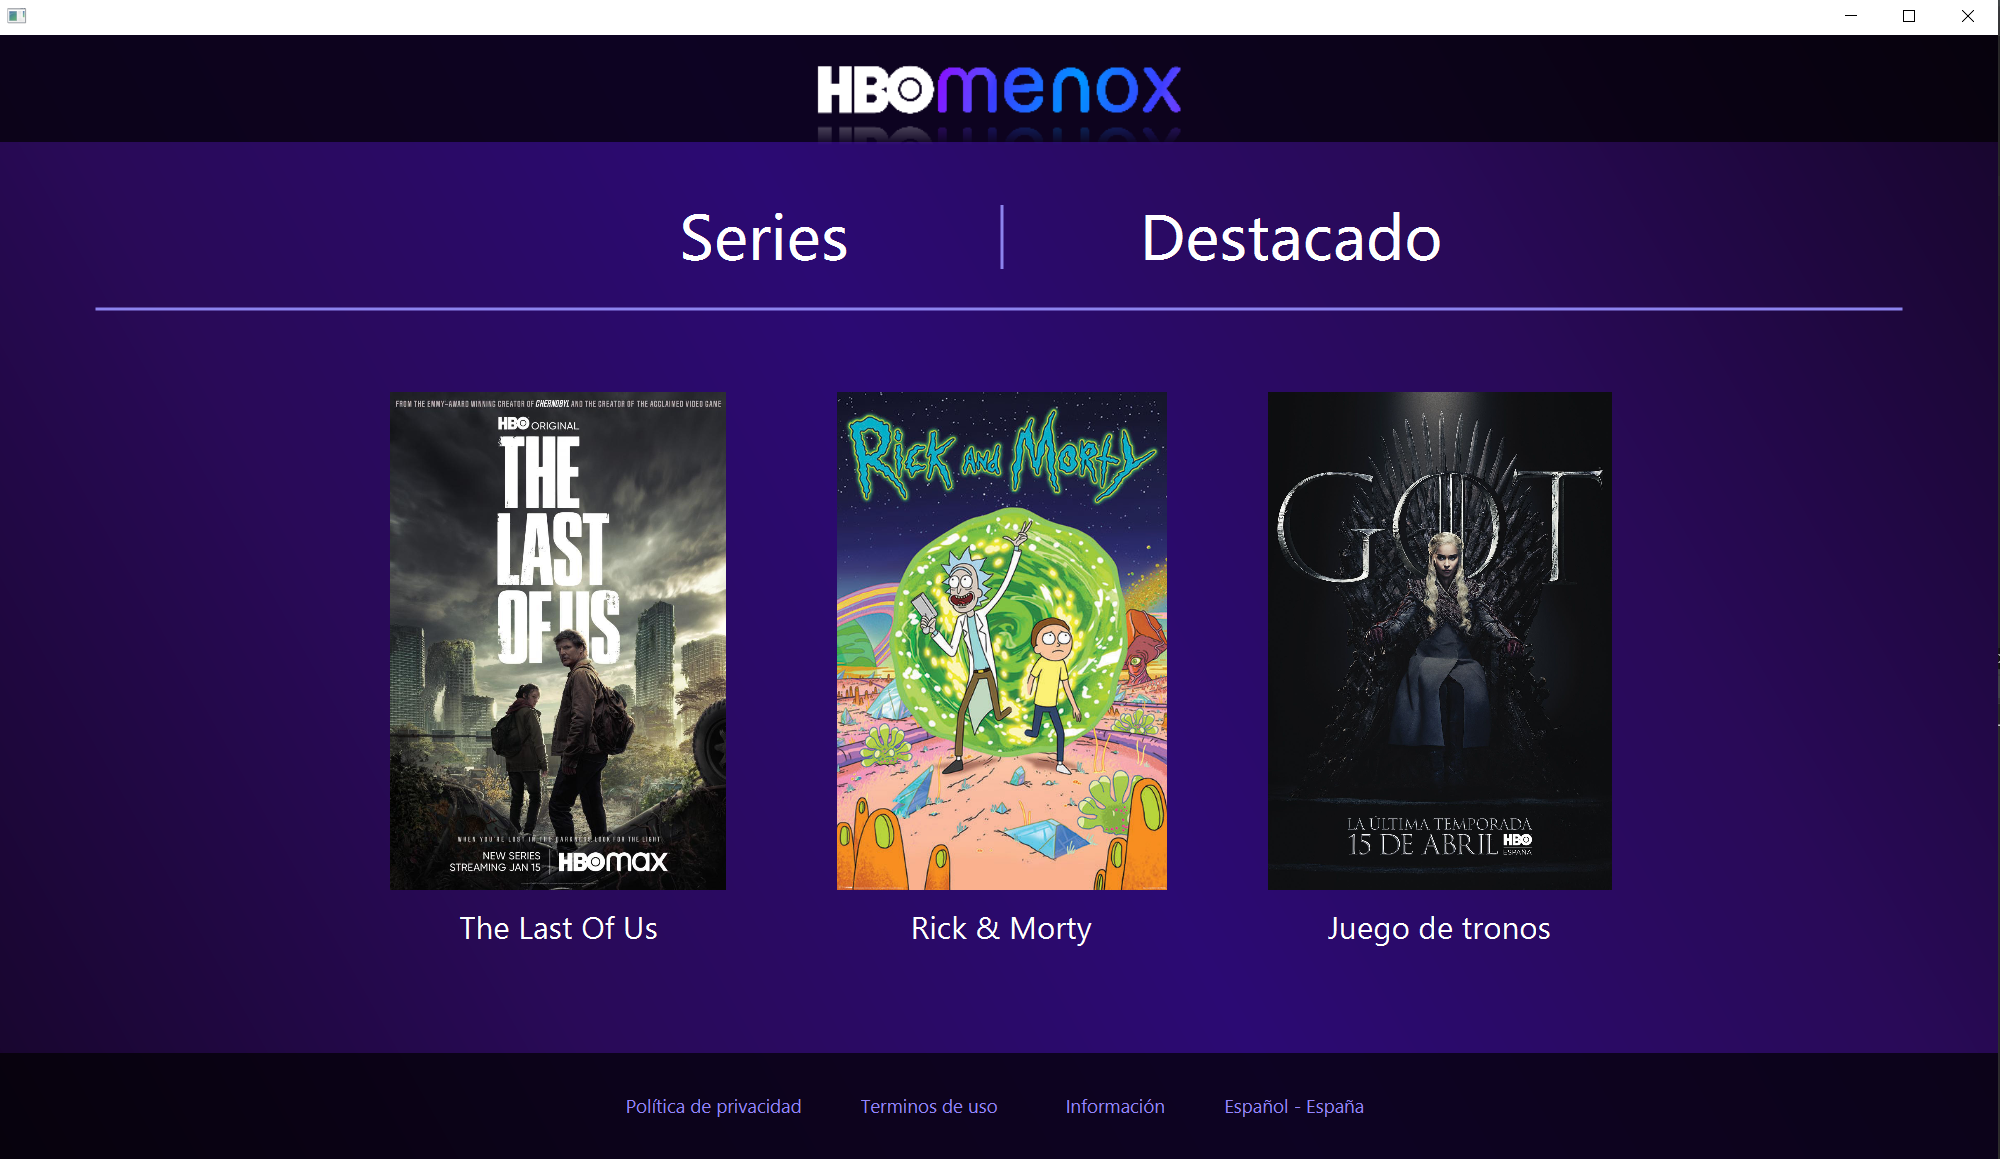 HBOmenox
Series
Destacado
FROM THE EMMY-AWARD WINNING CREATOR OF CHERNOBYL AND THE CREATOR OF THE ACCLAIMED VIDEO GAME
HBO ORIGINAL
THE
LAST
OF US
WHEN YOU'RE LOST IN THE DARKNESS LOOK FOR THE LIGHT.
NEW SERIES
STREAMING JAN 15
HBOmax
The Last Of Us
RICK AND MORTY
Rick & Morty
GOT
LA ÚLTIMA TEMPORADA
15 DE ABRIL HBO
ESPAÑA
Juego de tronos
Política de privacidad
Terminos de uso
Información
Español - España